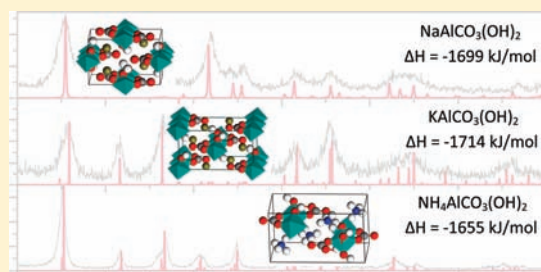 NaAlCO₃(OH)₂
ΔH = -1699 kJ/mol
KAlCO₃(OH)₂
ΔH = -1714 kJ/mol
NH₄AlCO₃(OH)₂
ΔH = -1655 kJ/mol